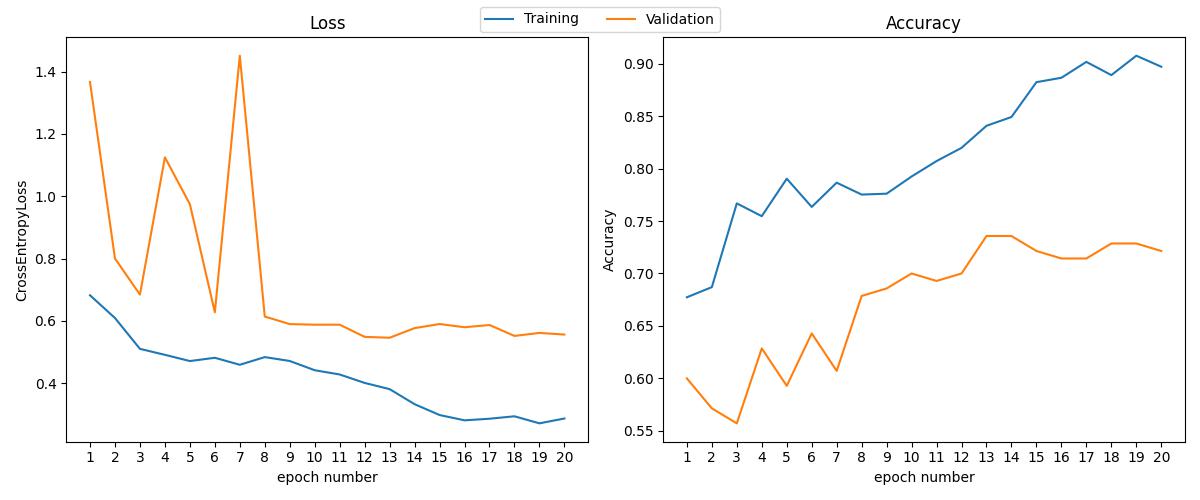 Training Validation
Loss
CrossEntropyLoss
1.4
1.2
1.0
0.8
0.6
0.4
1 2 3 4 5 6 7 8 9 10 11 12 13 14 15 16 17 18 19 20
epoch number
Accuracy
Accuracy
0.90
0.85
0.80
0.75
0.70
0.65
0.60
0.55
1 2 3 4 5 6 7 8 9 10 11 12 13 14 15 16 17 18 19 20
epoch number